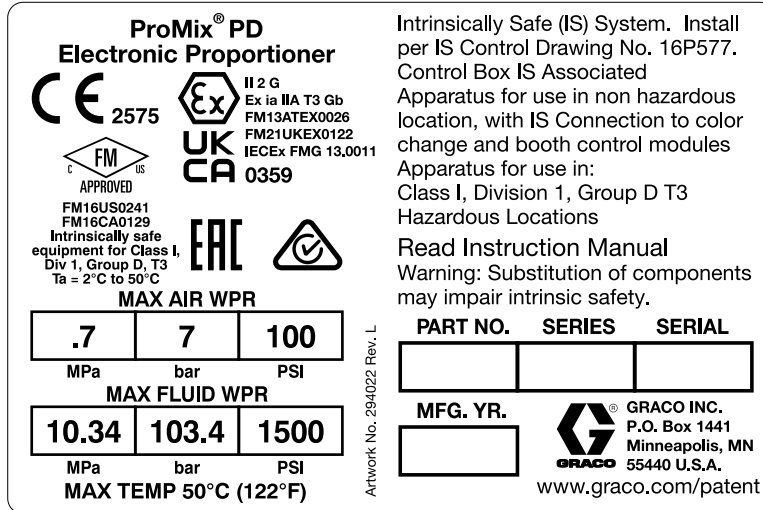 ProMix® PD
Electronic Proportioner
CE 2575
Ex
II 2 G
Ex ia IIA T3 Gb
FM13ATEX0026
FM21UKEX0122
IECEx FMG 13.0011
UK
CA 0359
FM
C US
APPROVED
FM16US0241
FM16CA0129
Intrinsically safe
equipment for Class I,
Div 1, Group D, T3
Ta = 2°C to 50°C
EAC
MAX AIR WPR
.7 7 100
MPa bar PSI
MAX FLUID WPR
10.34 103.4 1500
MPa bar PSI
MAX TEMP 50°C (122°F)
Artwork No. 294022 Rev. L
Intrinsically Safe (IS) System. Install
per IS Control Drawing No. 16P577.
Control Box IS Associated
Apparatus for use in non hazardous
location, with IS Connection to color
change and booth control modules
Apparatus for use in:
Class I, Division 1, Group D T3
Hazardous Locations
Read Instruction Manual
Warning: Substitution of components
may impair intrinsic safety.
PART NO. SERIES SERIAL
MFG. YR.
G ®
GRACO
GRACO INC.
P.O. Box 1441
Minneapolis, MN
55440 U.S.A.
www.graco.com/patent